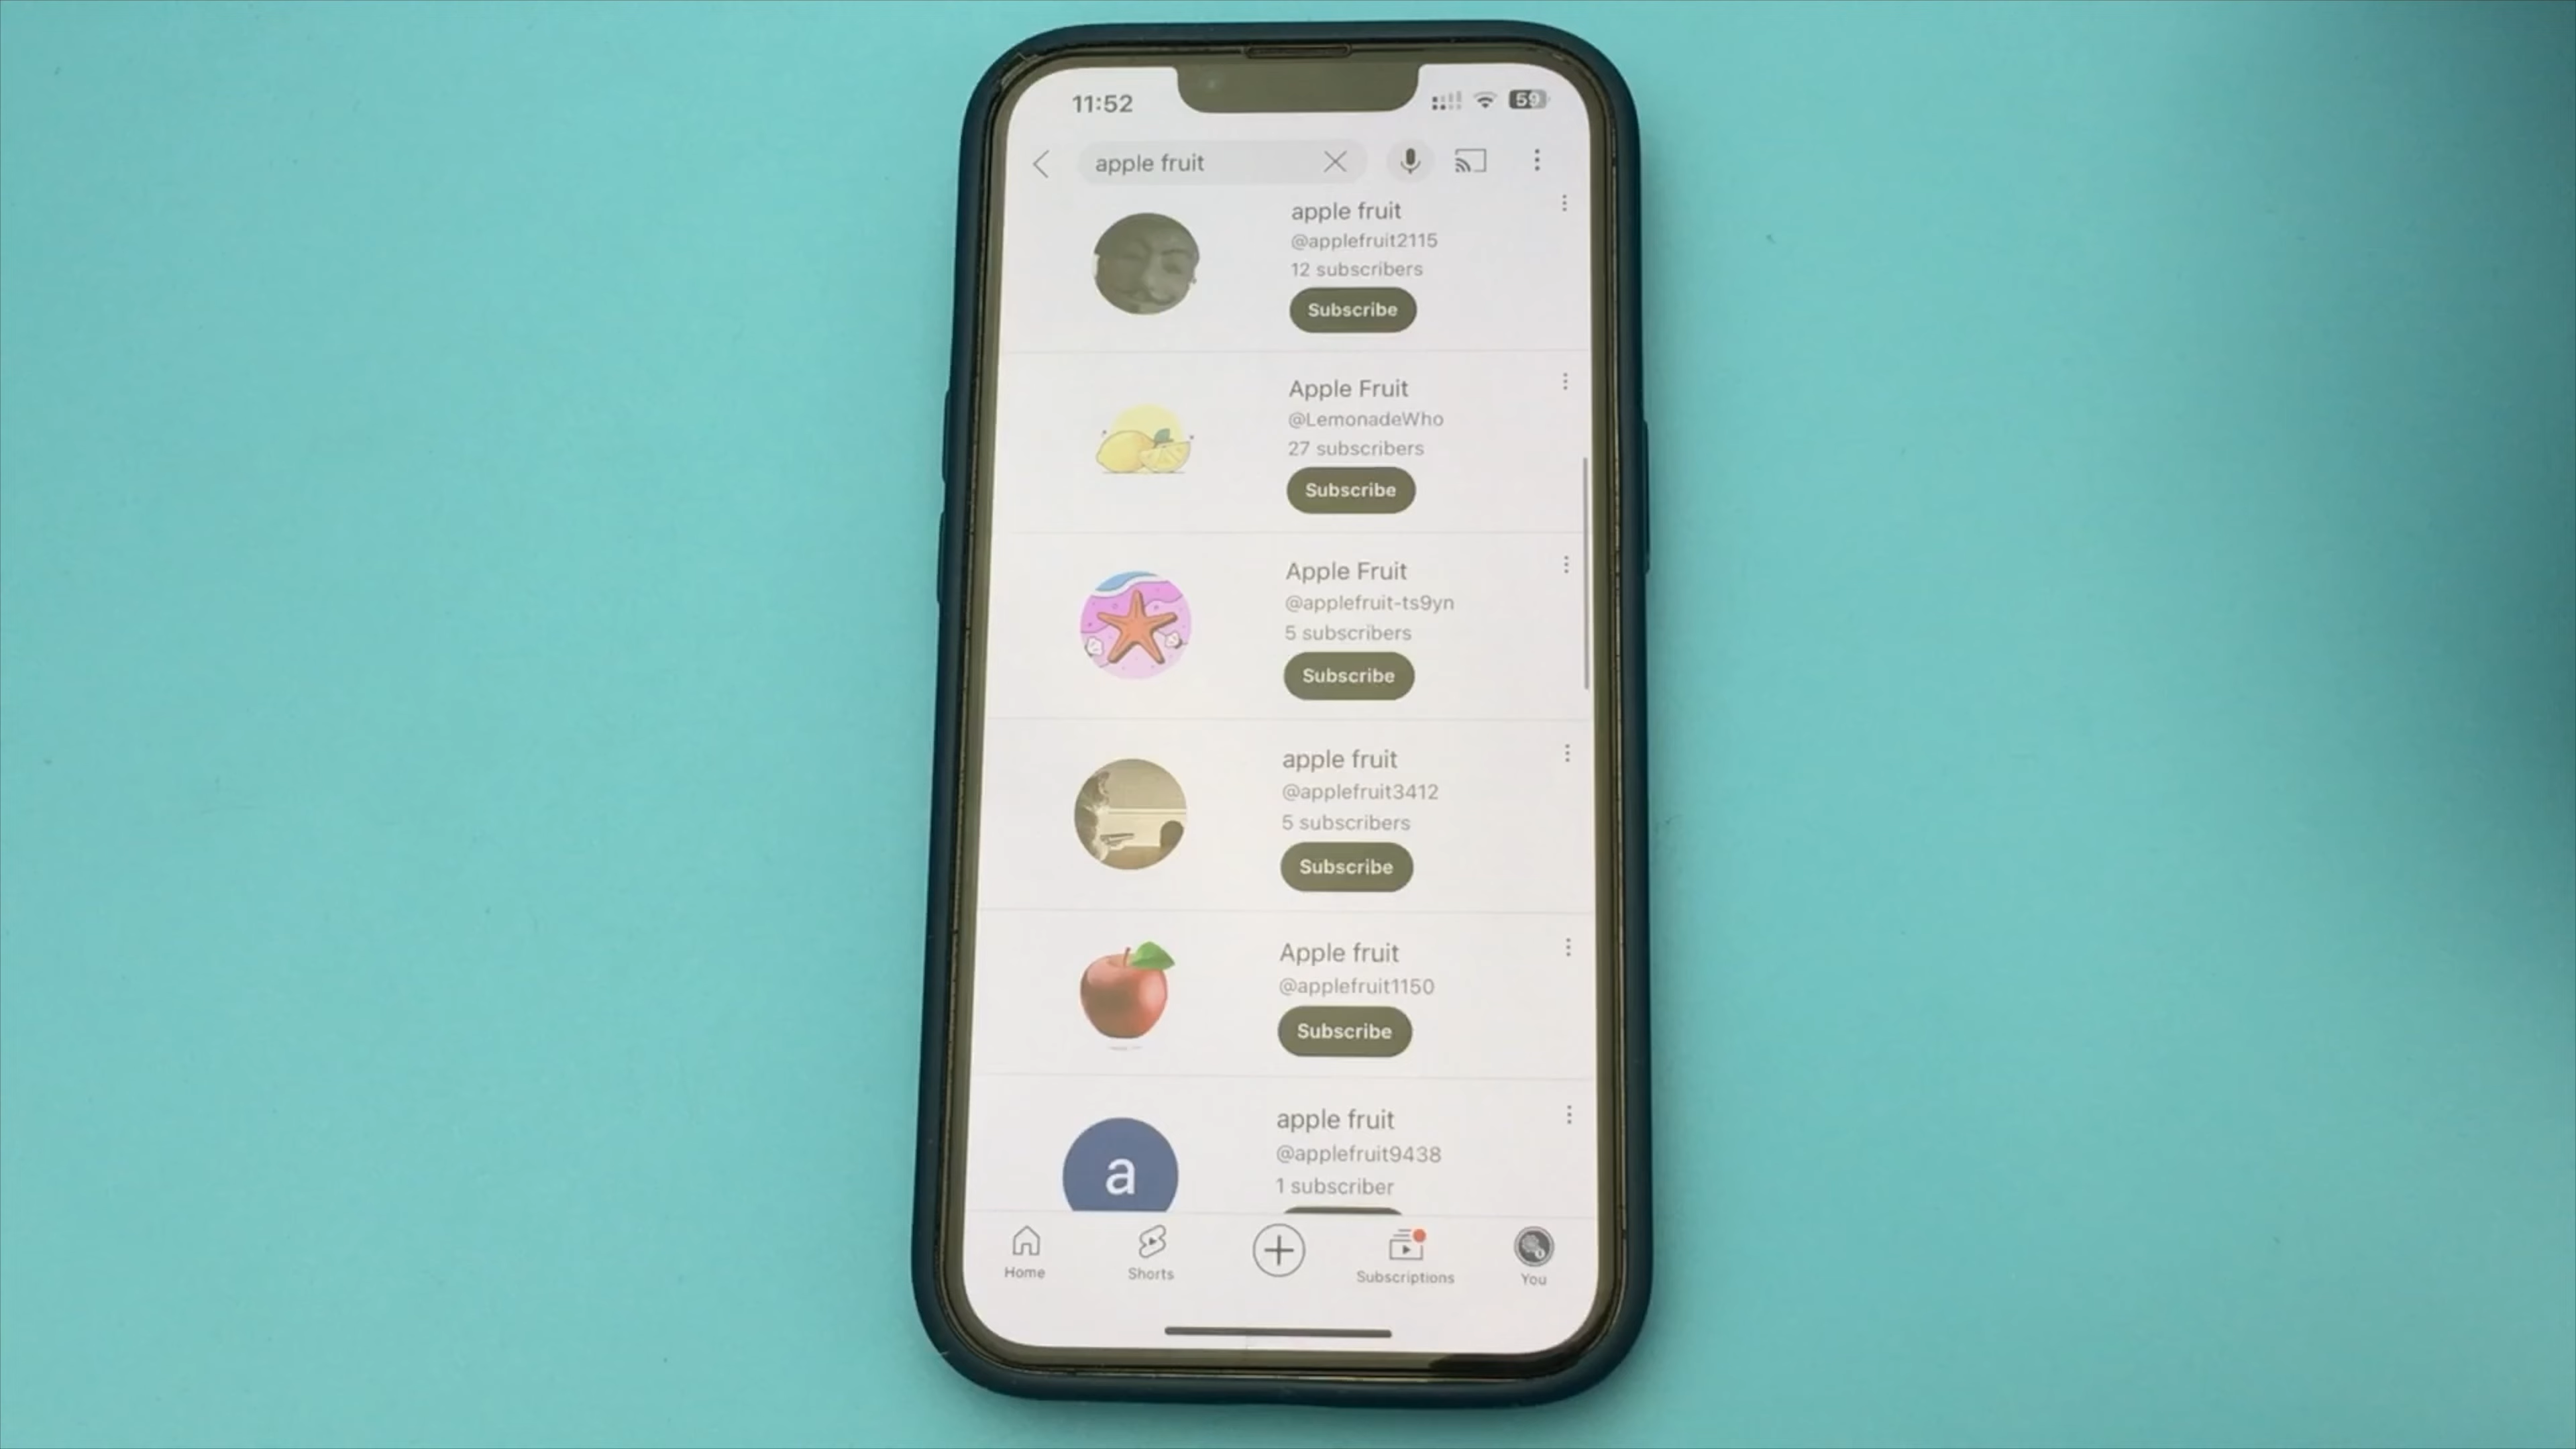 11:52
59
apple fruit
apple fruit
@applefruit2115
12 subscribers
Subscribe
Apple Fruit
@LemonadeWho
27 subscribers
Subscribe
Apple Fruit
@applefruit-ts9yn
5 subscribers
Subscribe
apple fruit
@applefruit3412
5 subscribers
Subscribe
Apple fruit
@applefruit1150
Subscribe
a
apple fruit
@applefruit9438
1 subscriber
Home
Shorts
Subscriptions
You